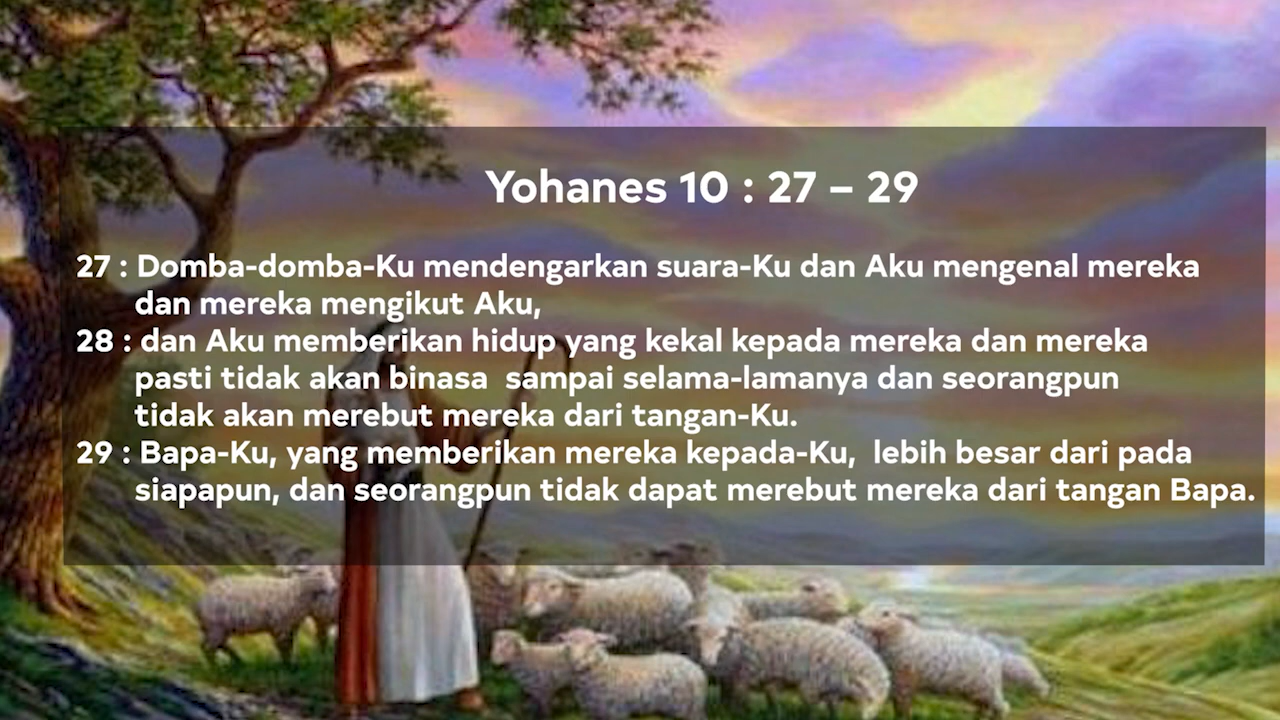 Yohanes 10 : 27 – 29
27 : Domba-domba-Ku mendengarkan suara-Ku dan Aku mengenal mereka
dan mereka mengikut Aku,
28 : dan Aku memberikan hidup yang kekal kepada mereka dan mereka
pasti tidak akan binasa  sampai selama-lamanya dan seorangpun
tidak akan merebut mereka dari tangan-Ku.
29 : Bapa-Ku, yang memberikan mereka kepada-Ku,  lebih besar dari pada
siapapun, dan seorangpun tidak dapat merebut mereka dari tangan Bapa.